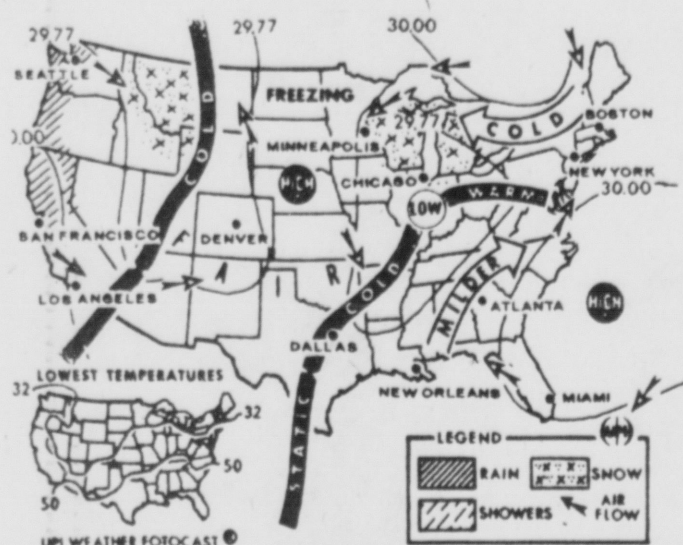 29.77
29.77
30.00
SEATTLE
COLD
FREEZING
29.77
COLD
BOSTON
MINNEAPOLIS
NEW YORK
HIGH
CHICAGO
30.00
LOW
WARM
SAN FRANCISCO
DENVER
FAIR
LOS ANGELES
COLD
MILDER
ATLANTA
HIGH
DALLAS
STATIC
NEW ORLEANS
MIAMI
LOWEST TEMPERATURES
32
32
50
50
LEGEND
RAIN
SNOW
SHOWERS
AIR
FLOW
UPI WEATHER FOTOCAST